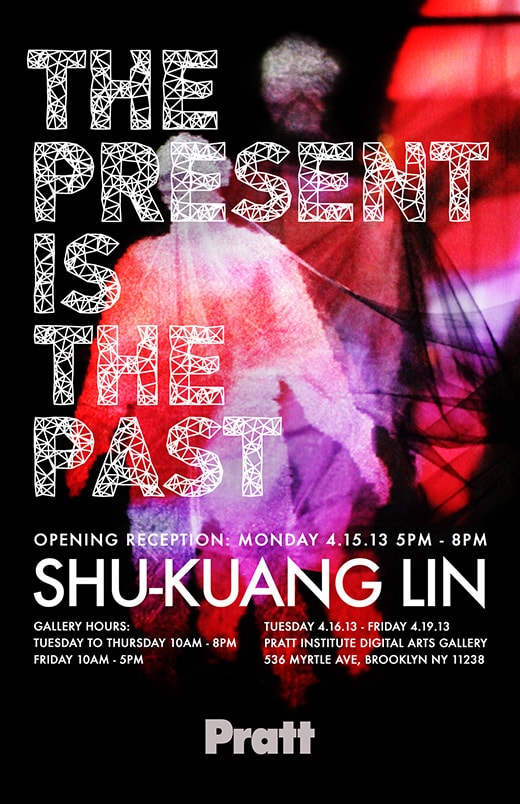 THE
PRESENT
IS
THE
PAST
OPENING RECEPTION: MONDAY 4.15.13 5PM - 8PM
SHU-KUANG LIN
GALLERY HOURS:
TUESDAY TO THURSDAY 10AM - 8PM
FRIDAY 10AM - 5PM
TUESDAY 4.16.13 - FRIDAY 4.19.13
PRATT INSTITUTE DIGITAL ARTS GALLERY
536 MYRTLE AVE, BROOKLYN NY 11238
Pratt